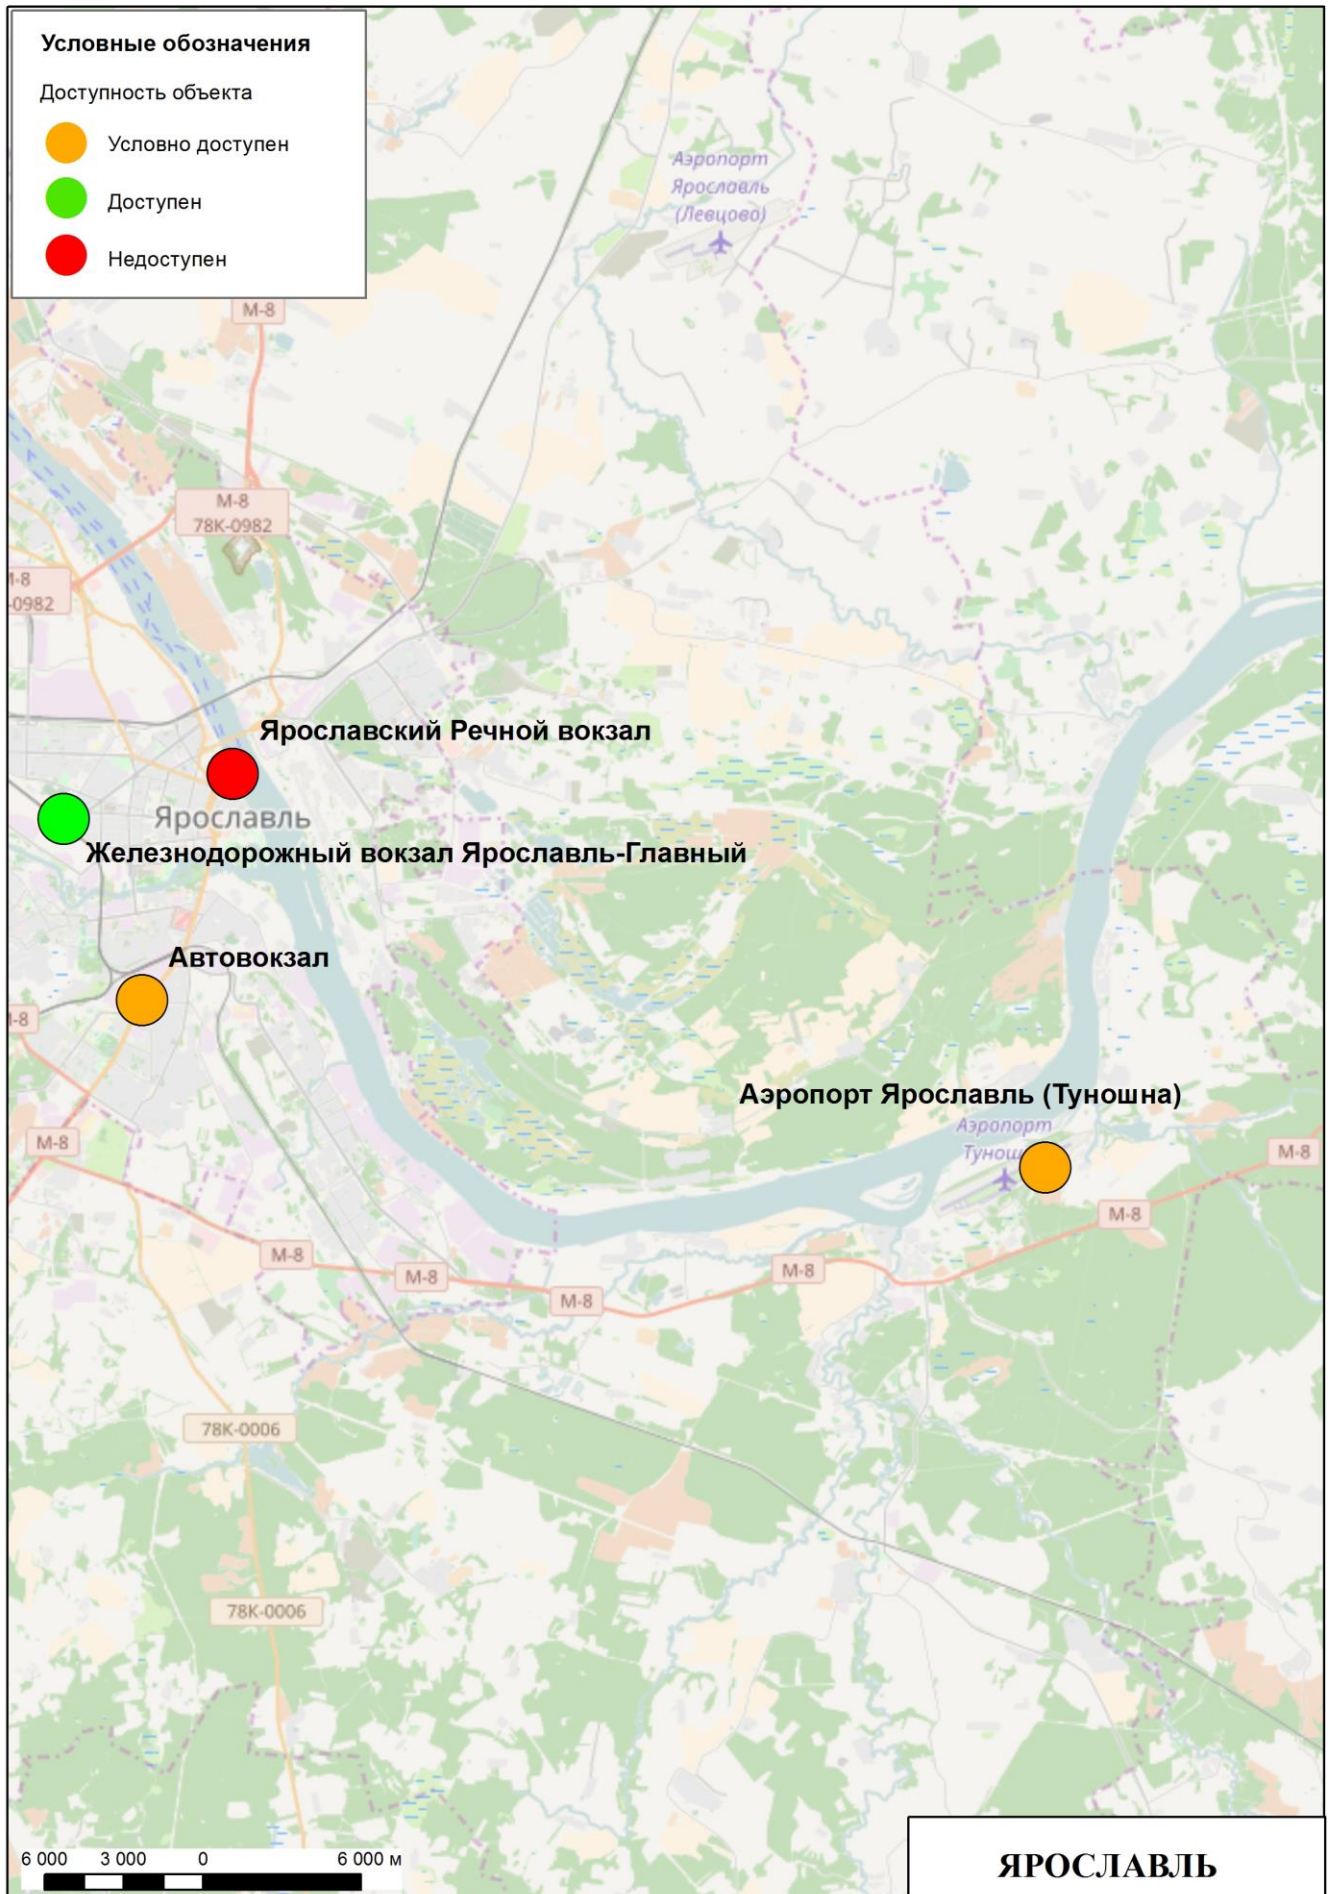 Условные обозначения
Доступность объекта
Условно доступен
Доступен
Недоступен
Аэропорт
Ярославль
(Левцово)
М-8
М-8
78К-0982
-0982
Ярославский Речной вокзал
Ярославль
Железнодорожный вокзал Ярославль-Главный
Автовокзал
Аэропорт Ярославль (Туношна)
Аэропорт
М-8
М-8
М-8
М-8
М-8
М-8
М-8
78К-0006
78К-0006
6 000 3 000 0 6 000 м
ЯРОСЛАВЛЬ